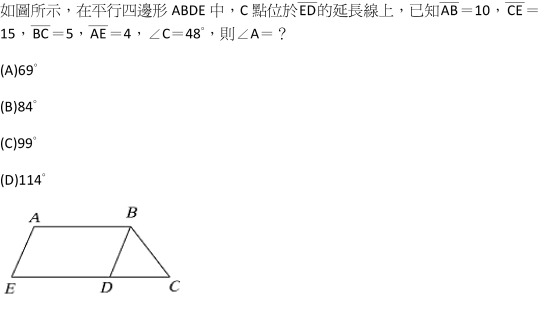 如圖所示，在平行四邊形 ABDE 中，C 點位於ED的延長線上，已知AB＝10，CE＝
15，BC＝5，AE＝4，∠C＝48°，則∠A＝？
(A)69°
(B)84°
(C)99°
(D)114°
A B
E D C